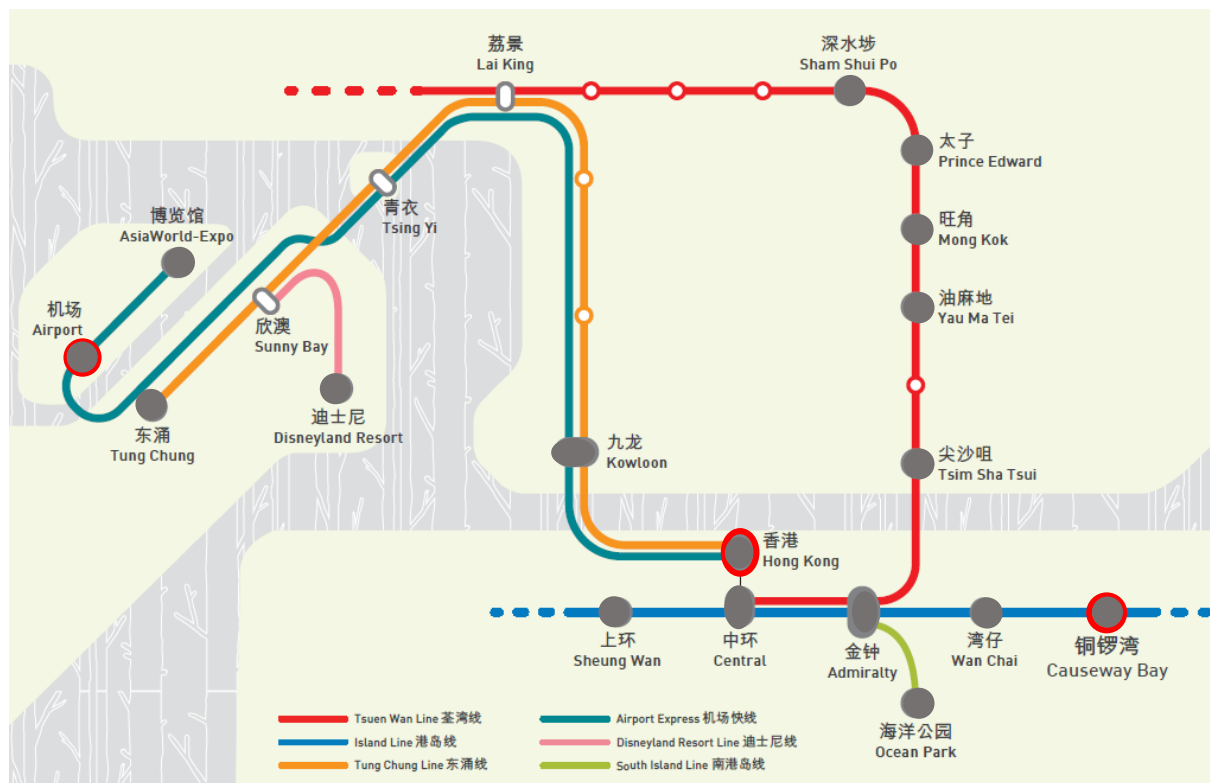 荔景
Lai King
深水埗
Sham Shui Po
太子
Prince Edward
博览馆
AsiaWorld-Expo
青衣
Tsing Yi
旺角
Mong Kok
机场
Airport
欣澳
Sunny Bay
油麻地
Yau Ma Tei
迪士尼
Disneyland Resort
东涌
Tung Chung
九龙
Kowloon
尖沙咀
Tsim Sha Tsui
香港
Hong Kong
上环
Sheung Wan
中环
Central
金钟
Admiralty
湾仔
Wan Chai
铜锣湾
Causeway Bay
海洋公园
Ocean Park
Tsuen Wan Line 荃湾线
Island Line 港岛线
Tung Chung Line 东涌线
Airport Express 机场快线
Disneyland Resort Line 迪士尼线
South Island Line 南港岛线